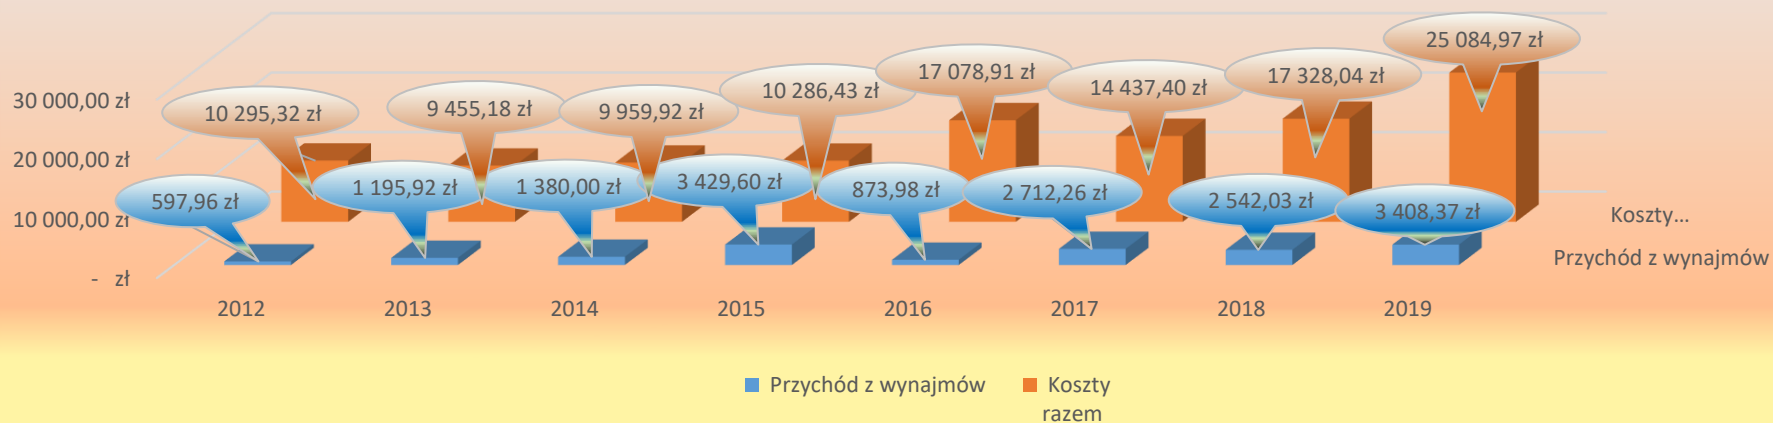 30 000,00 zł
20 000,00 zł
10 000,00 zł
- zł
10 295,32 zł
9 455,18 zł
9 959,92 zł
10 286,43 zł
17 078,91 zł
14 437,40 zł
17 328,04 zł
25 084,97 zł
597,96 zł
1 195,92 zł
1 380,00 zł
3 429,60 zł
873,98 zł
2 712,26 zł
2 542,03 zł
3 408,37 zł
Koszty...
Przychód z wynajmów
2012
2013
2014
2015
2016
2017
2018
2019
Przychód z wynajmów
Koszty
razem